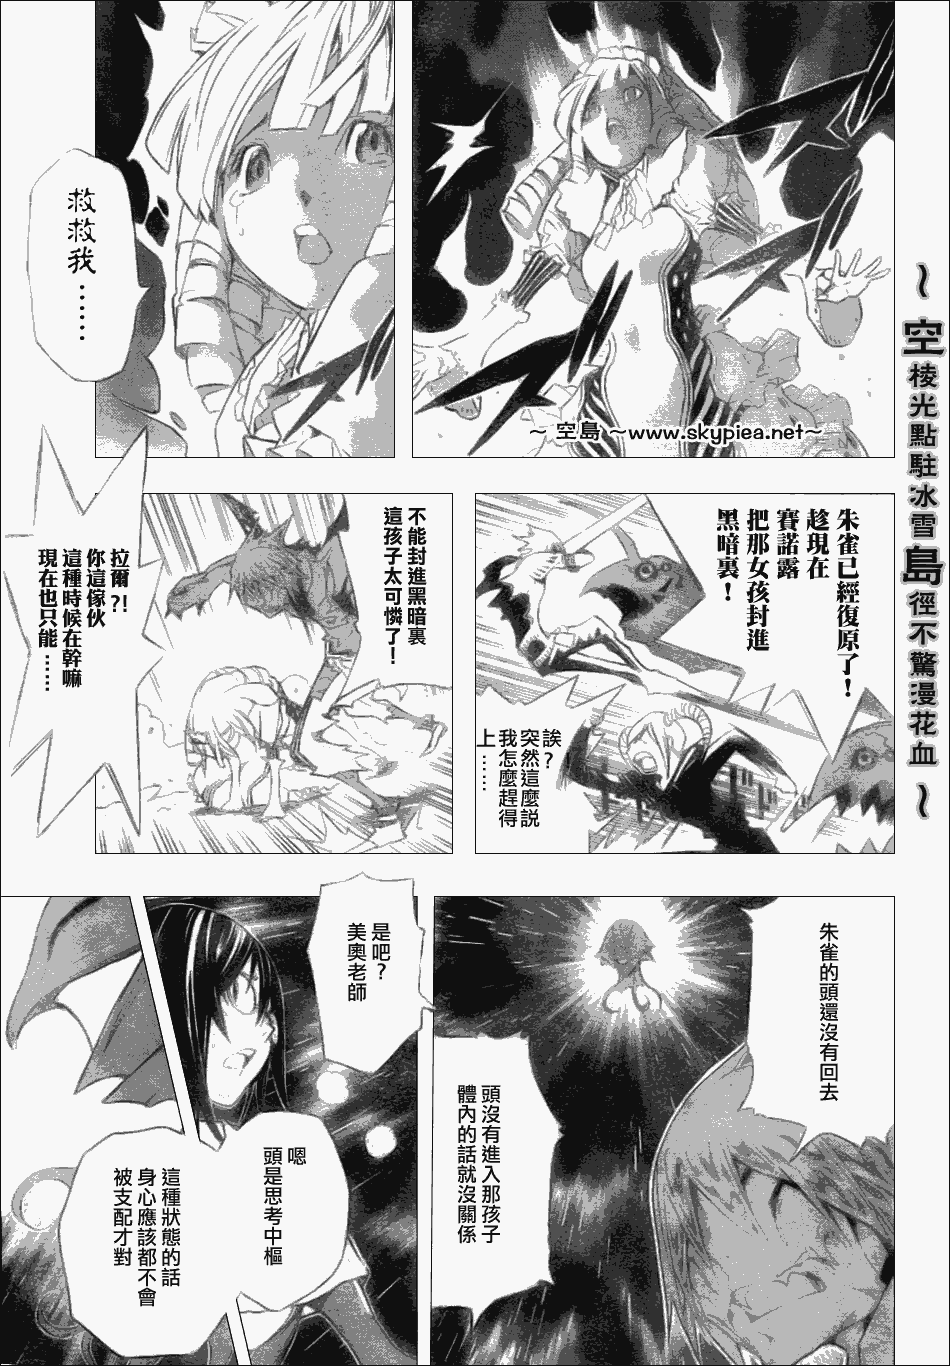 救救我……
～ 空島 ～www.skypiea.net～
～空棱光點駐冰雪島徑不驚漫花血～
朱雀已經復原了！
趁現在
賽諾露
把那女孩封進
黑暗裏！
誒？
突然這麼說
我怎麼趕得
上……
不能封進黑暗裏
這孩子太可憐了！
拉爾?!
你這傢伙
這種時候在幹嘛
現在也只能……
朱雀的頭還沒有回去
頭沒有進入那孩子
體內的話就沒關係
是吧？
美奧老師
嗯
頭是思考中樞
這種狀態的話
身心應該都不會
被支配才對